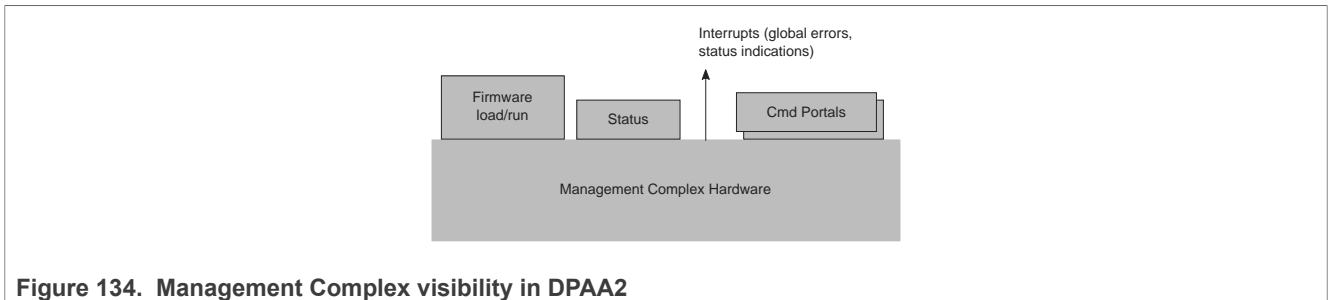 Interrupts (global errors,
status indications)
Firmware
load/run
Status
Cmd Portals
Management Complex Hardware
Figure 134. Management Complex visibility in DPAA2